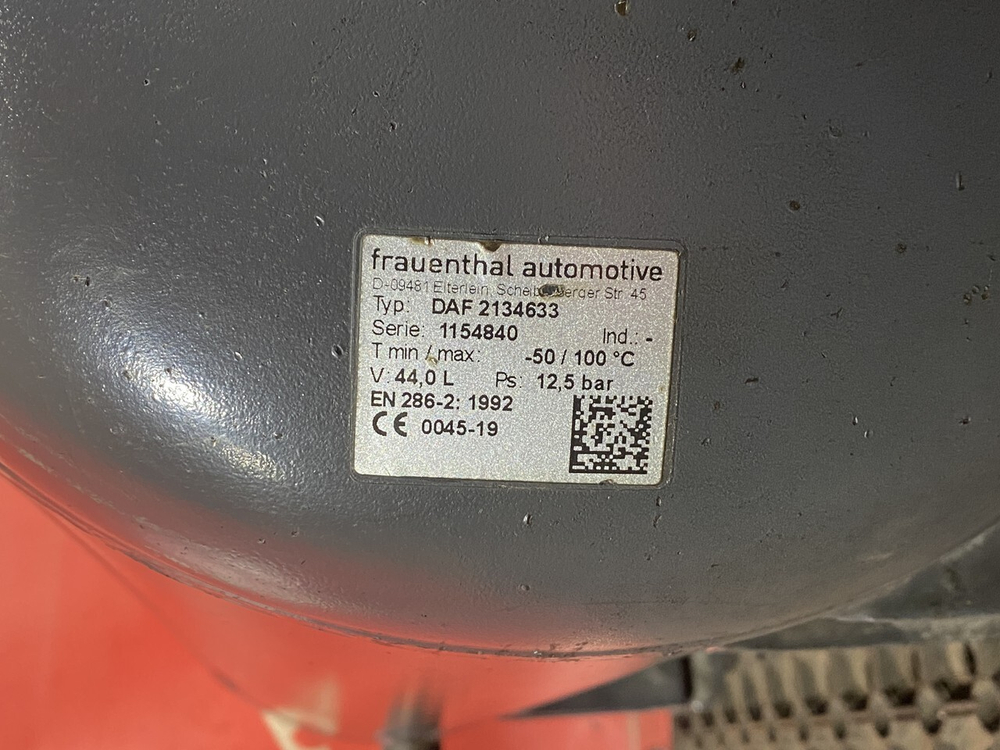 frauenthal automotive
D-09481 Elterlein, Str. 45
Typ: DAF 2134633
Serie: 1154840 Ind.: -
T min / max: -50 / 100 °C
V: 44,0 L Ps: 12,5 bar
EN 286-2: 1992
CE 0045-19